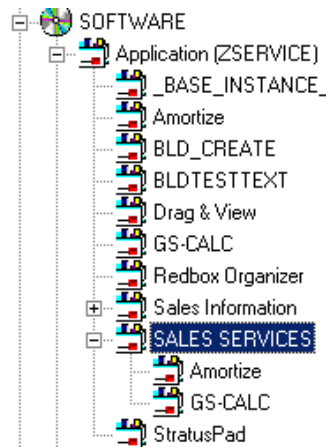 SOFTWARE
Application (ZSERVICE)
_BASE_INSTANCE_
Amortize
BLD_CREATE
BLDTESTTEXT
Drag & View
GS-CALC
Redbox Organizer
Sales Information
SALES SERVICES
Amortize
GS-CALC
StratusPad